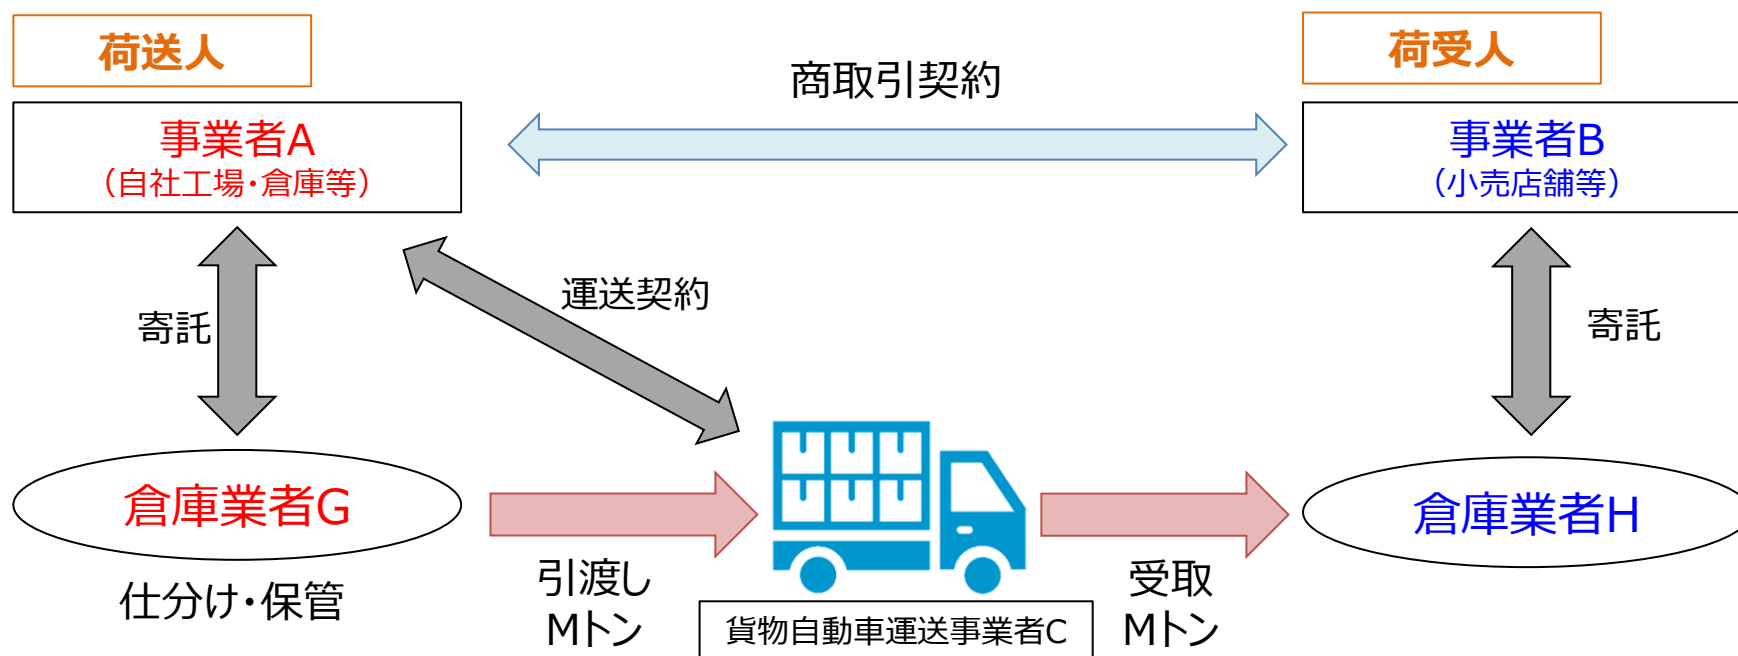 荷送人
荷受人
商取引契約
事業者A
(自社工場・倉庫等)
事業者B
(小売店舗等)
運送契約
寄託
寄託
倉庫業者G
倉庫業者H
仕分け・保管
引渡し
Mトン
受取
Mトン
貨物自動車運送事業者C